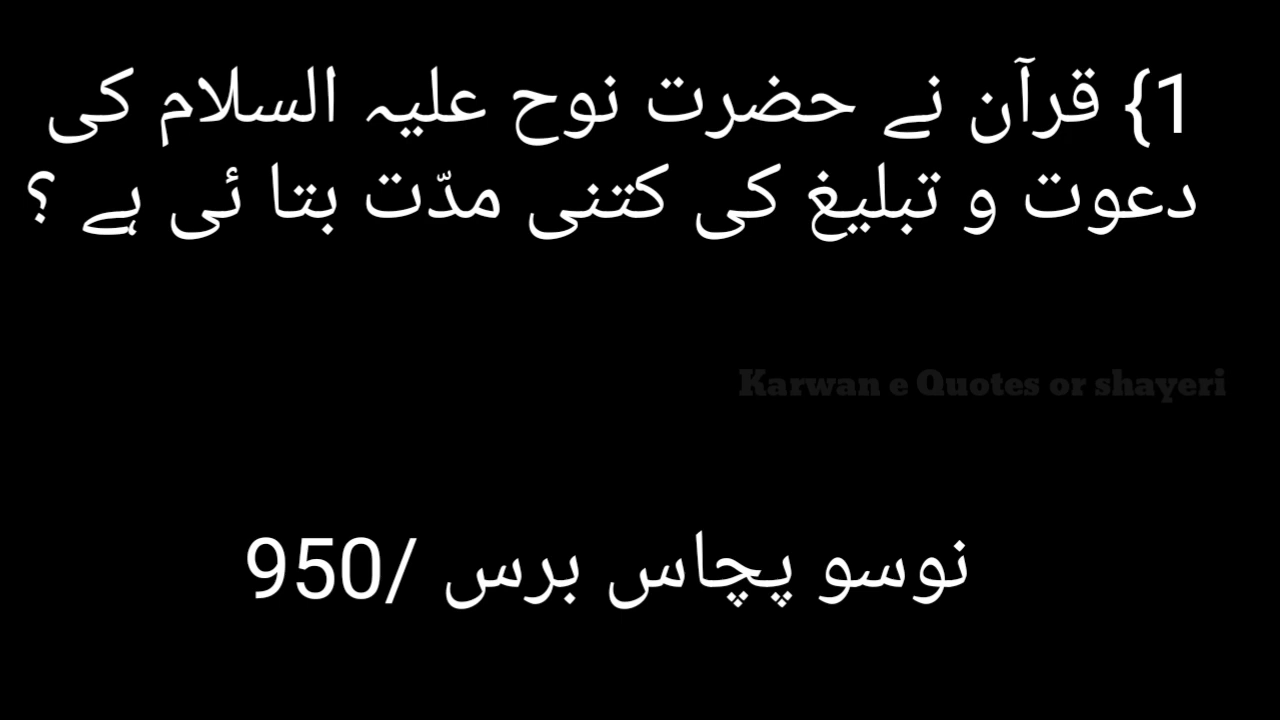 1} قرآن نے حضرت نوح علیہ السلام کی
دعوت و تبلیغ کی کتنی مدّت بتا ئی ہے ؟
Karwan e Quotes or shayeri
نوسو پچاس برس /950